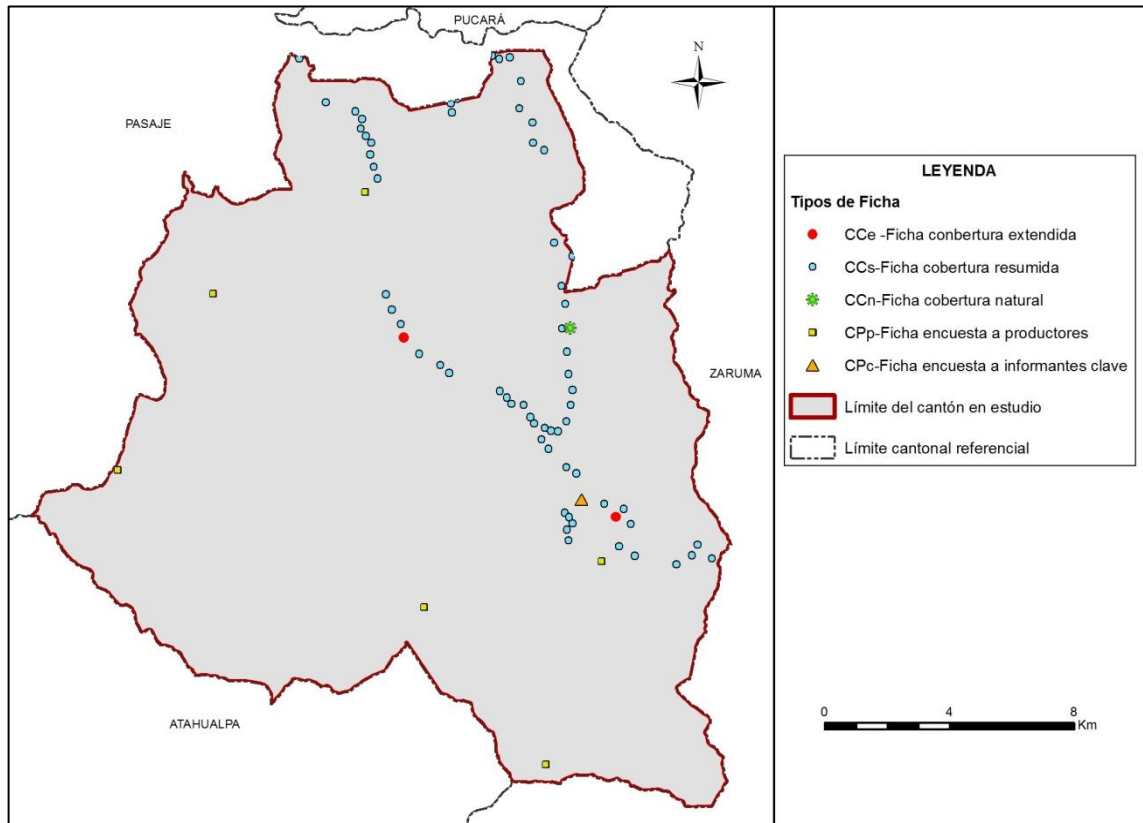 PUCARÁ
N
PASAJE
ZARUMA
ATAHUALPA
LEYENDA
Tipos de Ficha
CCe -Ficha conbertura extendida
CCs-Ficha cobertura resumida
CCn-Ficha cobertura natural
CPp-Ficha encuesta a productores
CPc-Ficha encuesta a informantes clave
Límite del cantón en estudio
Límite cantonal referencial
0 4 8
Km